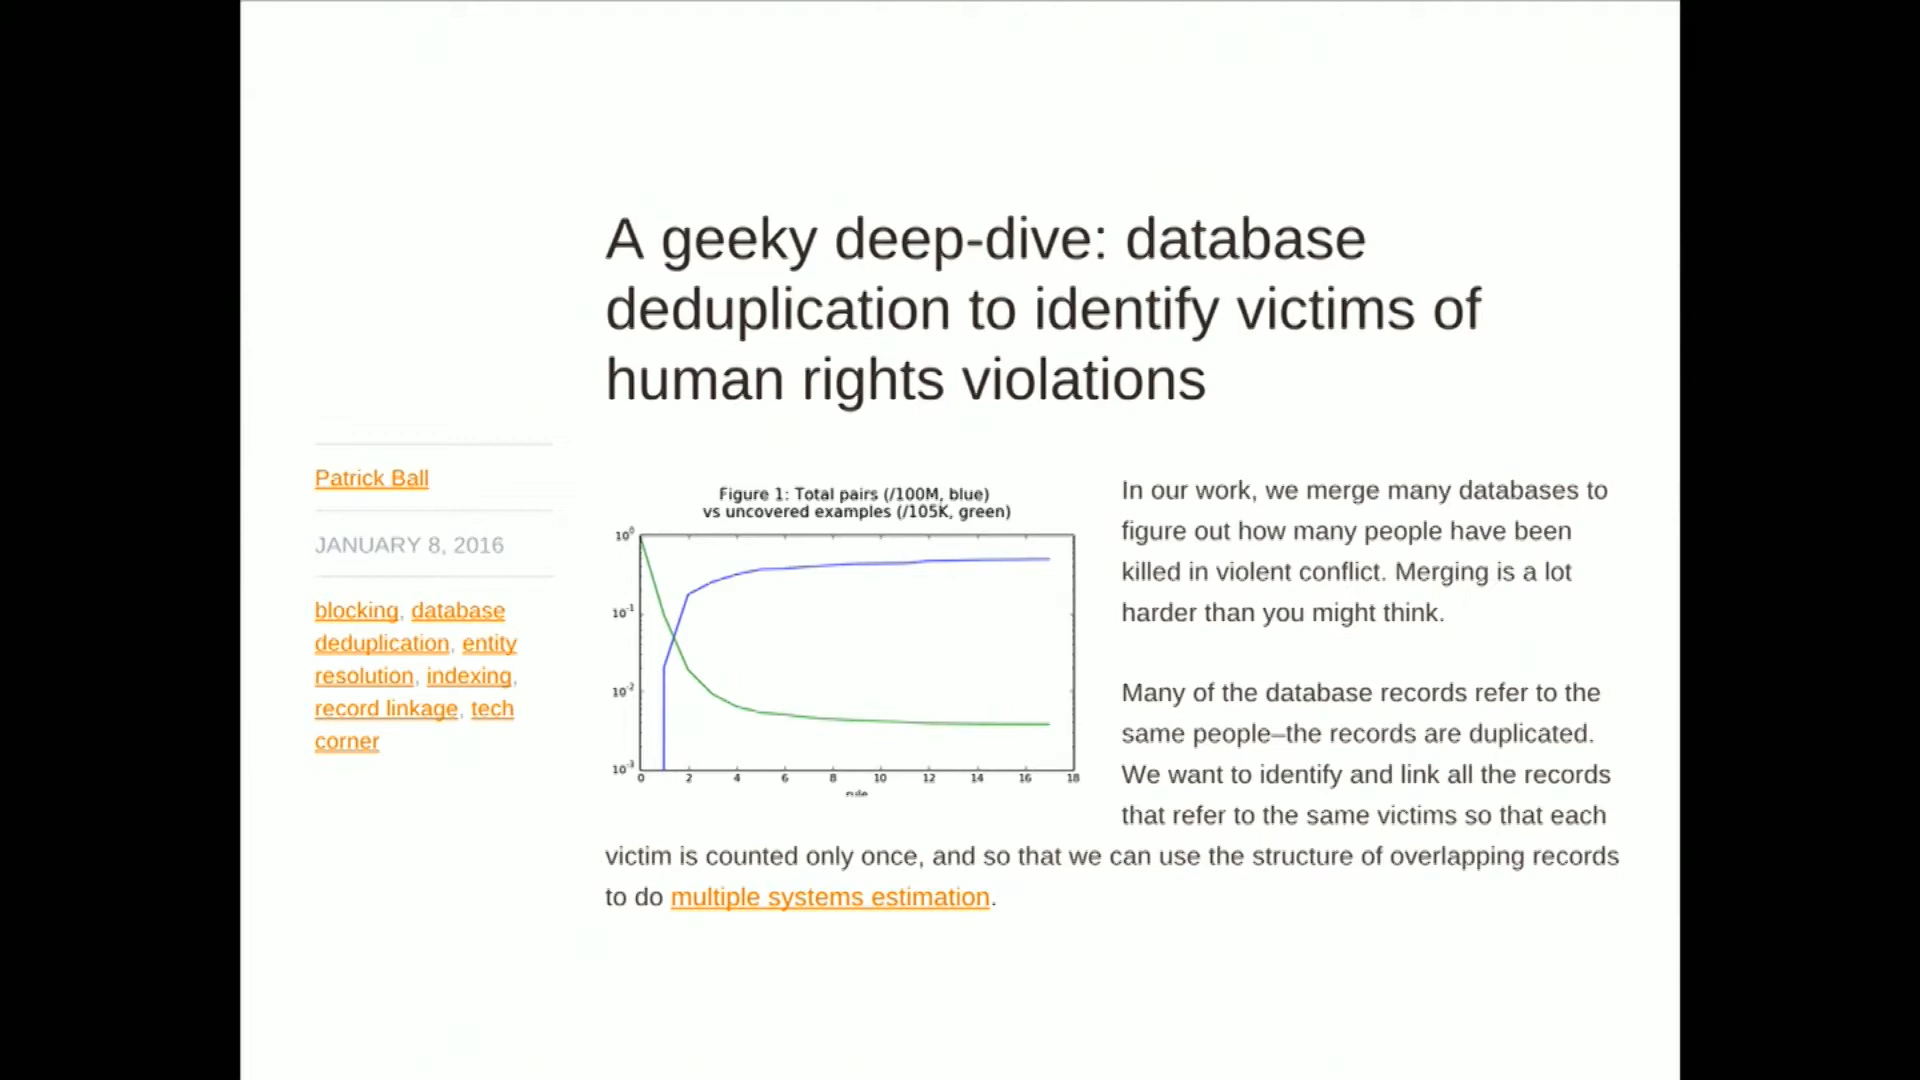 A geeky deep-dive: database
deduplication to identify victims of
human rights violations
Patrick Ball
JANUARY 8, 2016
blocking, database
deduplication, entity
resolution, indexing,
record linkage, tech
corner
Figure 1: Total pairs (/100M, blue)
vs uncovered examples (/105K, green)
10^0
10^-1
10^-2
10^-3
0 2 4 6 8 10 12 14 16 18
rule
In our work, we merge many databases to
figure out how many people have been
killed in violent conflict. Merging is a lot
harder than you might think.
Many of the database records refer to the
same people–the records are duplicated.
We want to identify and link all the records
that refer to the same victims so that each
victim is counted only once, and so that we can use the structure of overlapping records
to do multiple systems estimation.